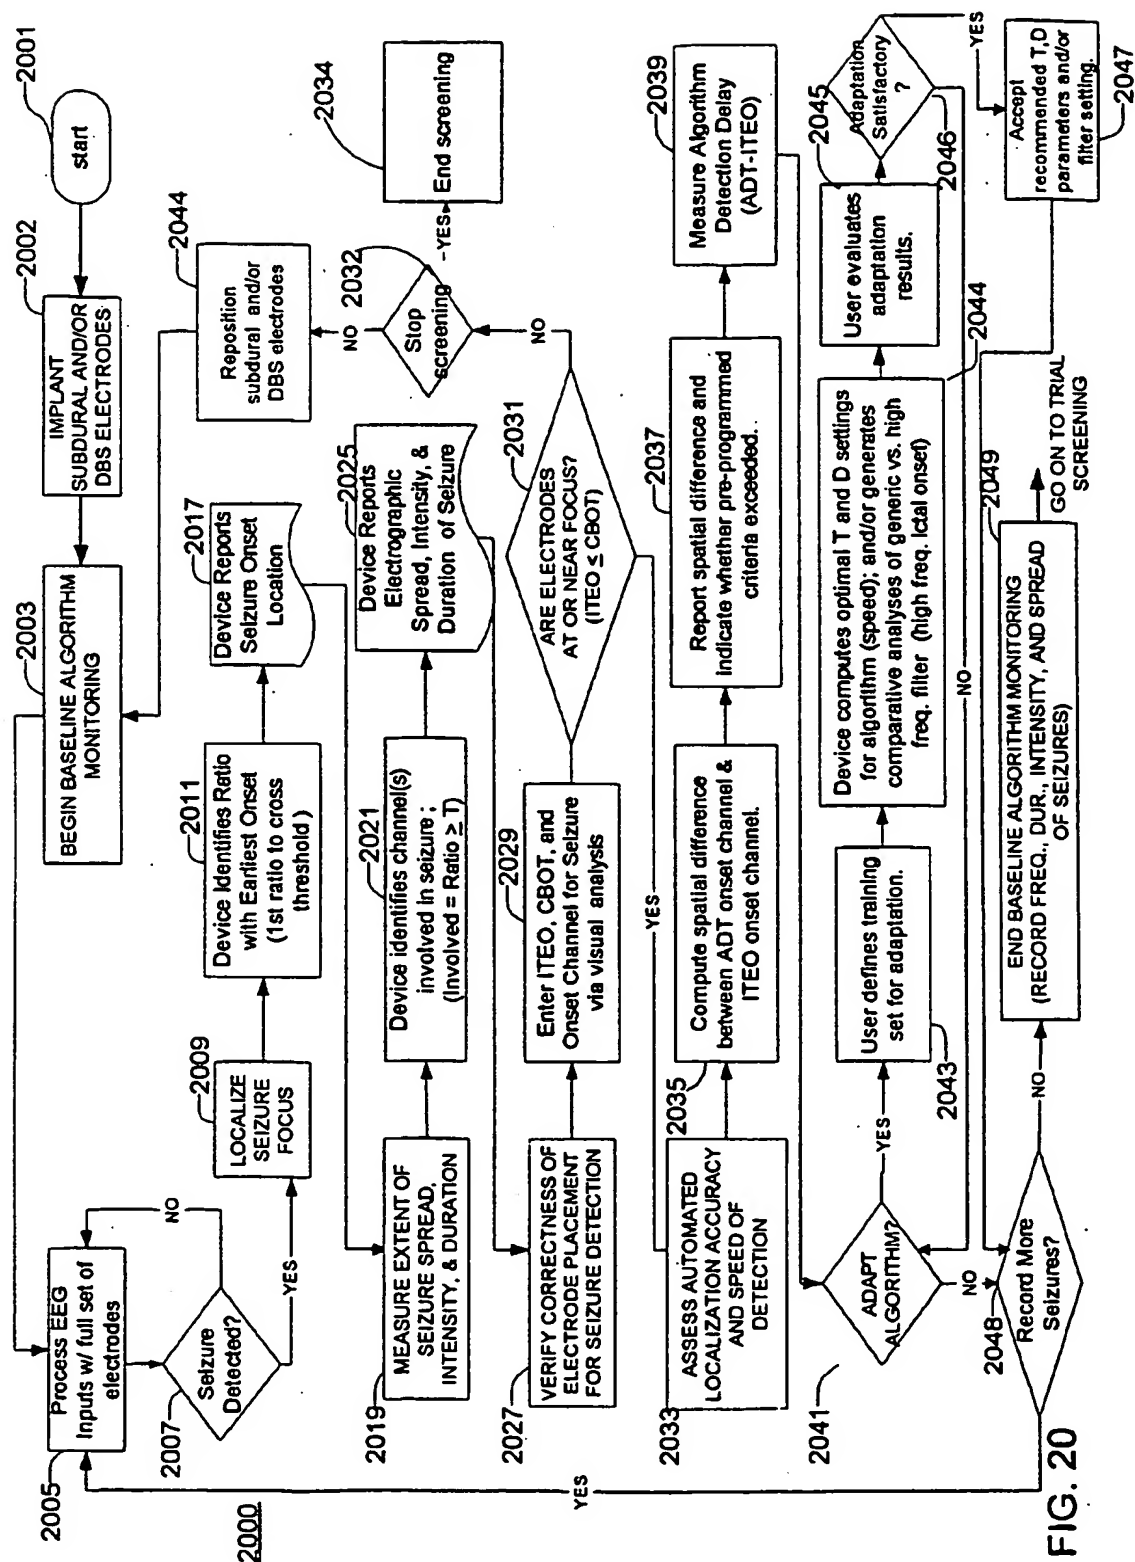 2001
start
2002
IMPLANT
SUBDURAL AND/OR
DBS ELECTRODES
2003
BEGIN BASELINE ALGORITHM
MONITORING
2005
Process EEG
Inputs w/ full set of
electrodes
2007
Seizure
Detected?
NO
YES
2009
LOCALIZE
SEIZURE
FOCUS
2011
Device Identifies Ratio
with Earliest Onset
(1st ratio to cross
threshold )
2017
Device Reports
Seizure Onset
Location
2044
Reposition
subdural and/or
DBS electrodes
2034
End screening
YES
2032
Stop
screening
NO
2019
MEASURE EXTENT OF
SEIZURE SPREAD,
INTENSITY, & DURATION
2021
Device identifies channel(s)
involved in seizure ;
(Involved = Ratio ≥ T)
2025
Device Reports
Electrographic
Spread, Intensity, &
Duration of Seizure
2027
VERIFY CORRECTNESS OF
ELECTRODE PLACEMENT
FOR SEIZURE DETECTION
2029
Enter ITEO, CBOT, and
Onset Channel for Seizure
via visual analysis
2031
ARE ELECTRODES
AT OR NEAR FOCUS?
(ITEO ≤ CBOT)
NO
YES
2033
ASSESS AUTOMATED
LOCALIZATION ACCURACY
AND SPEED OF
DETECTION
2035
Compute spatial difference
between ADT onset channel &
ITEO onset channel.
2037
Report spatial difference and
indicate whether pre-programmed
criteria exceeded.
2039
Measure Algorithm
Detection Delay
(ADT-ITEO)
2041
ADAPT
ALGORITHM?
YES
NO
2043
User defines training
set for adaptation.
2044
Device computes optimal T and D settings
for algorithm (speed); and/or generates
comparative analyses of generic vs. high
freq. filter (high freq. Ictal onset)
2045
User evaluates
adaptation
results.
2046
Adaptation
Satisfactory
?
YES
NO
2047
Accept
recommended T,D
parameters and/or
filter setting.
2048
Record More
Seizures?
NO
YES
2049
END BASELINE ALGORITHM MONITORING
(RECORD FREQ., DUR., INTENSITY, AND SPREAD
OF SEIZURES)
GO ON TO TRIAL
SCREENING
2000
FIG. 20